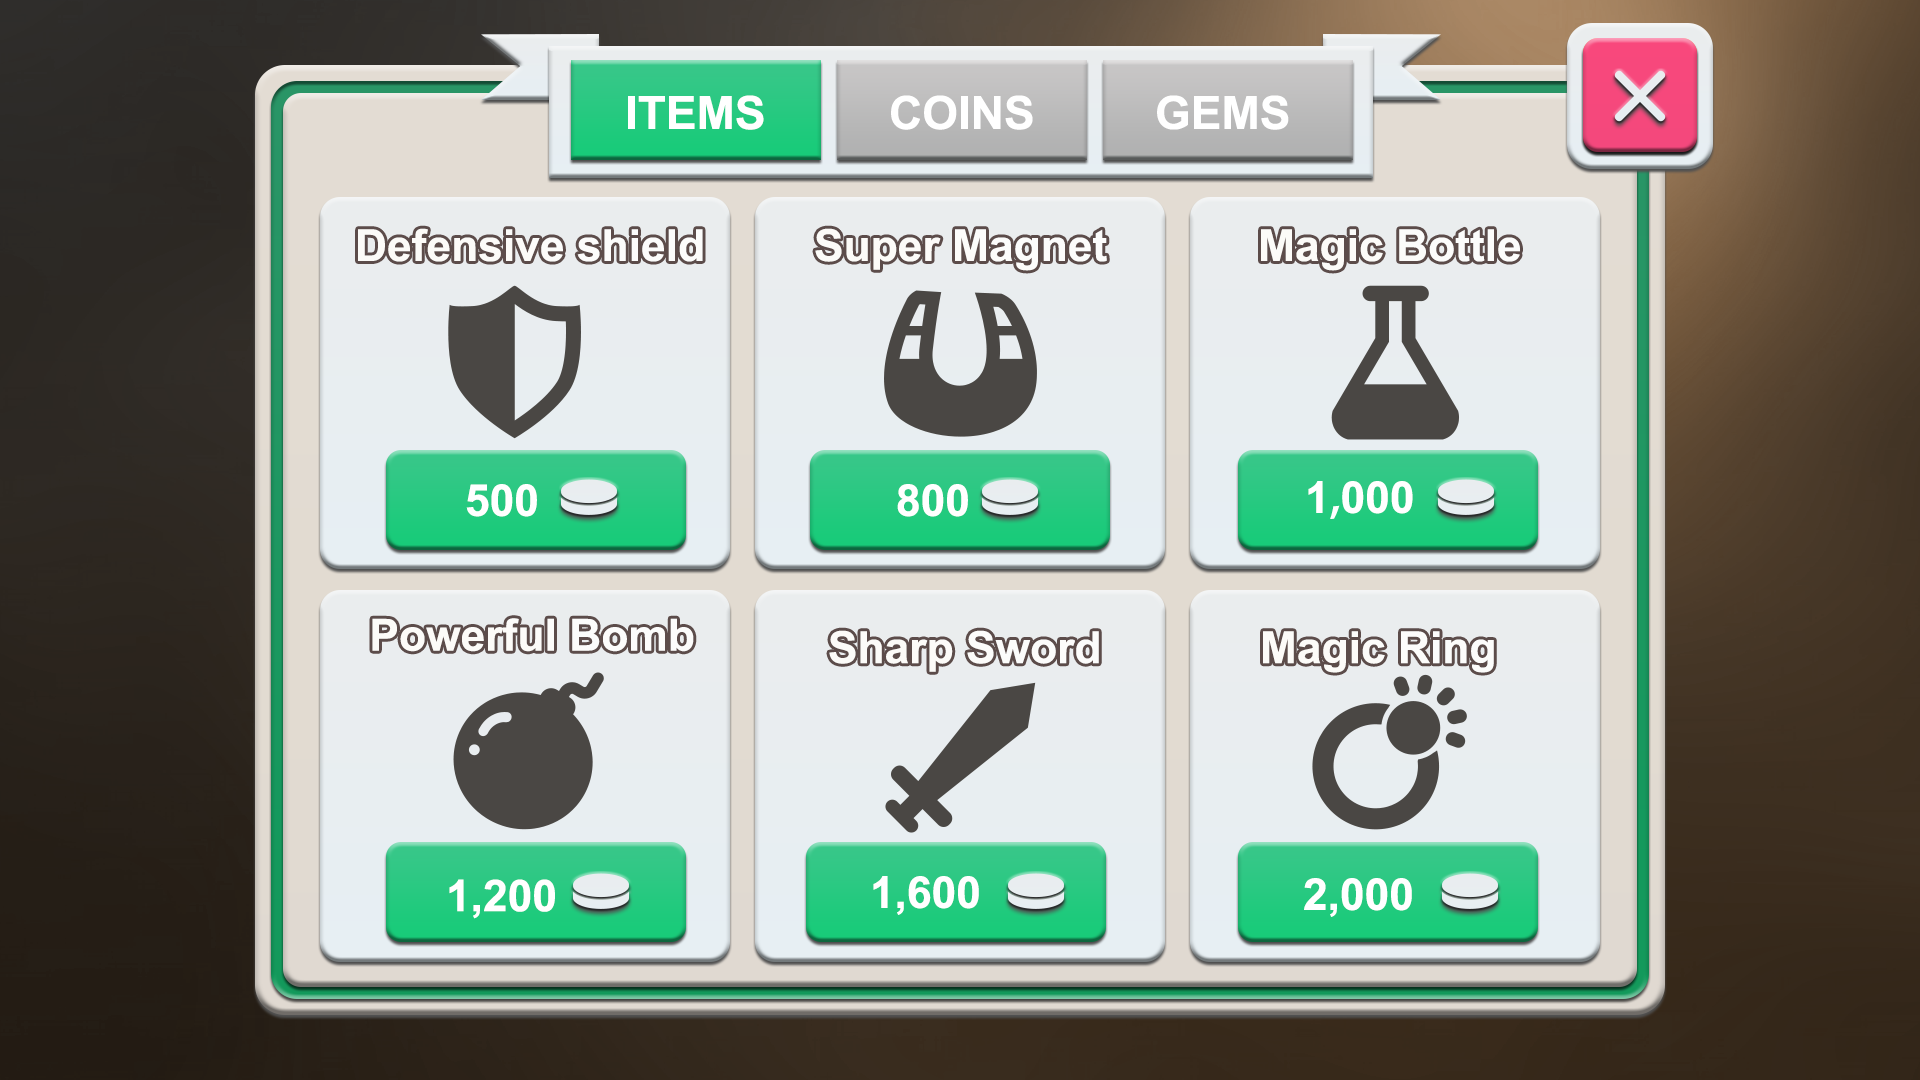 ITEMS
COINS
GEMS
Defensive shield
Super Magnet
Magic Bottle
500
800
1,000
Powerful Bomb
Sharp Sword
Magic Ring
1,200
1,600
2,000